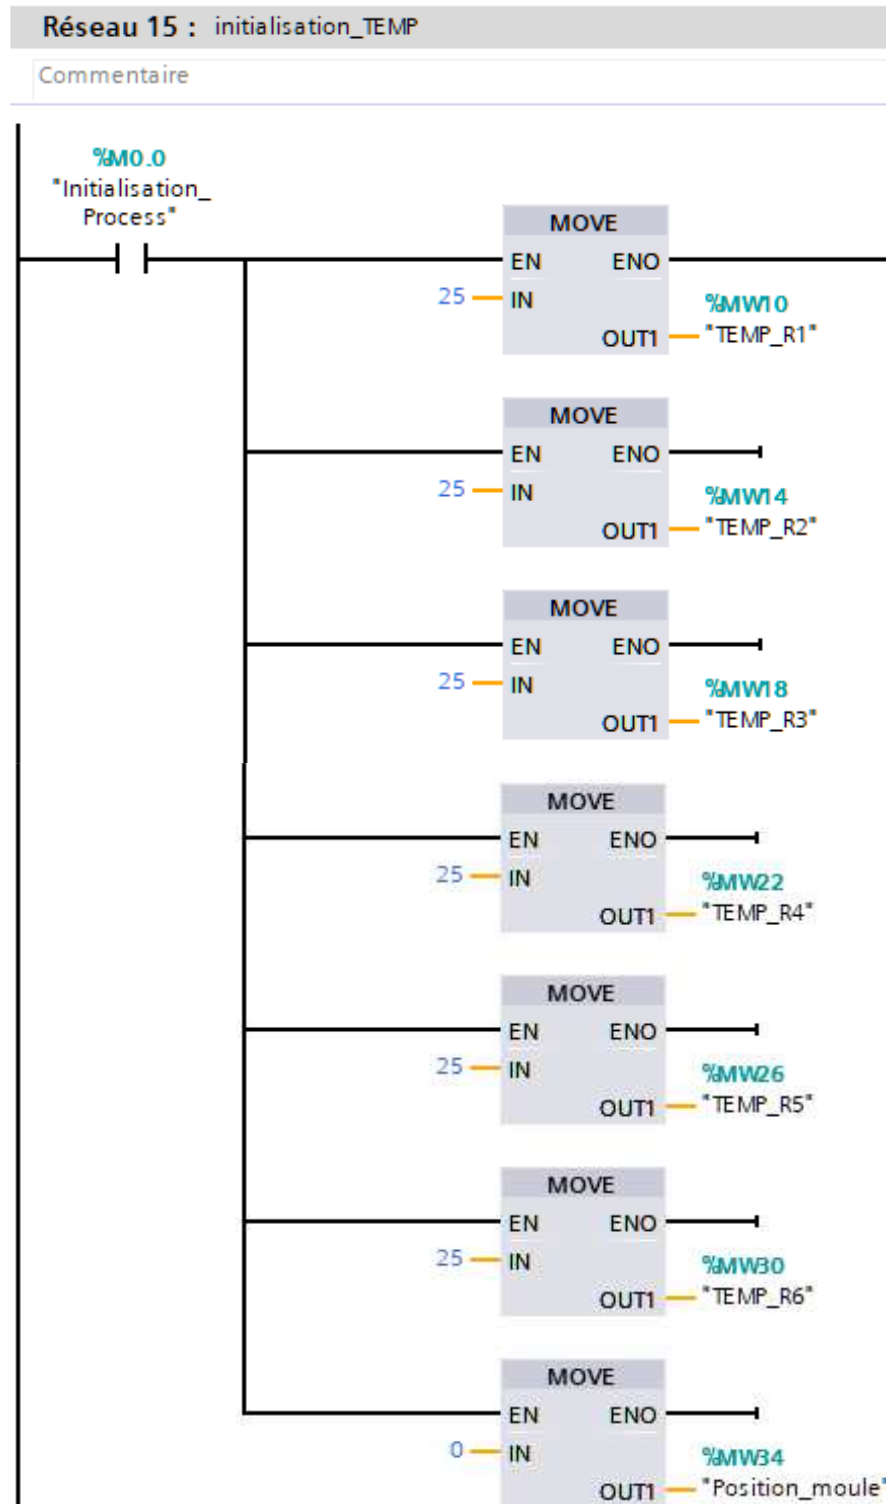 Réseau 15 : initialisation_TEMP
Commentaire
%M0.0
"Initialisation_
Process"
MOVE
EN ENO
25 IN
%MW10
OUT1 "TEMP_R1"
MOVE
EN ENO
25 IN
%MW14
OUT1 "TEMP_R2"
MOVE
EN ENO
25 IN
%MW18
OUT1 "TEMP_R3"
MOVE
EN ENO
25 IN
%MW22
OUT1 "TEMP_R4"
MOVE
EN ENO
25 IN
%MW26
OUT1 "TEMP_R5"
MOVE
EN ENO
25 IN
%MW30
OUT1 "TEMP_R6"
MOVE
EN ENO
0 IN
%MW34
OUT1 "Position_moule"